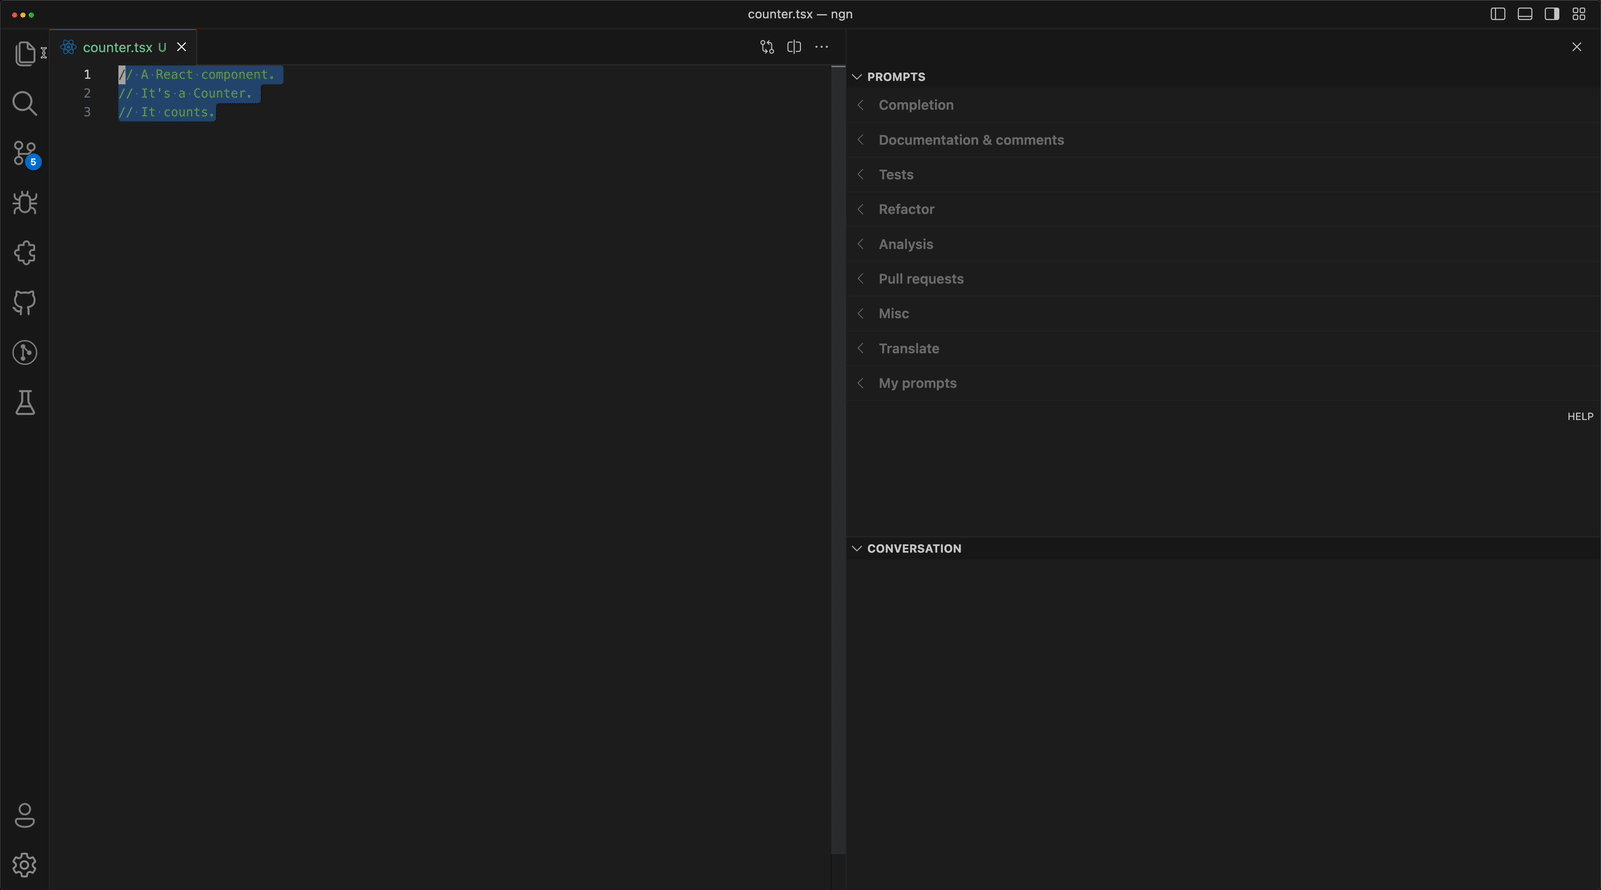 counter.tsx — ngn
counter.tsx U
1 // A React component.
2 // It's a Counter.
3 // It counts.
5
PROMPTS
Completion
Documentation & comments
Tests
Refactor
Analysis
Pull requests
Misc
Translate
My prompts
HELP
CONVERSATION